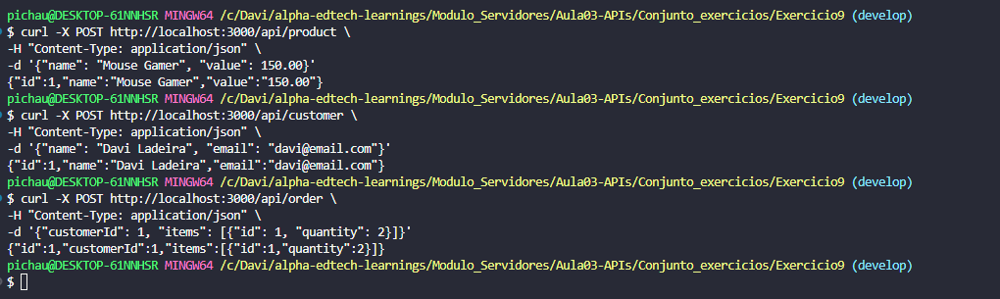 pichau@DESKTOP-61NNHSR MINGW64 /c/Davi/alpha-edtech-learnings/Modulo_Servidores/Aula03-APIs/Conjunto_exercicios/Exercicio9 (develop)
$ curl -X POST http://localhost:3000/api/product \
-H "Content-Type: application/json" \
-d '{"name": "Mouse Gamer", "value": 150.00}'
{"id":1,"name":"Mouse Gamer","value":"150.00"}
pichau@DESKTOP-61NNHSR MINGW64 /c/Davi/alpha-edtech-learnings/Modulo_Servidores/Aula03-APIs/Conjunto_exercicios/Exercicio9 (develop)
$ curl -X POST http://localhost:3000/api/customer \
-H "Content-Type: application/json" \
-d '{"name": "Davi Ladeira", "email": "davi@email.com"}'
{"id":1,"name":"Davi Ladeira","email":"davi@email.com"}
pichau@DESKTOP-61NNHSR MINGW64 /c/Davi/alpha-edtech-learnings/Modulo_Servidores/Aula03-APIs/Conjunto_exercicios/Exercicio9 (develop)
$ curl -X POST http://localhost:3000/api/order \
-H "Content-Type: application/json" \
-d '{"customerId": 1, "items": [{"id": 1, "quantity": 2}]}'
{"id":1,"customerId":1,"items":[{"id":1,"quantity":2}]}
pichau@DESKTOP-61NNHSR MINGW64 /c/Davi/alpha-edtech-learnings/Modulo_Servidores/Aula03-APIs/Conjunto_exercicios/Exercicio9 (develop)
$